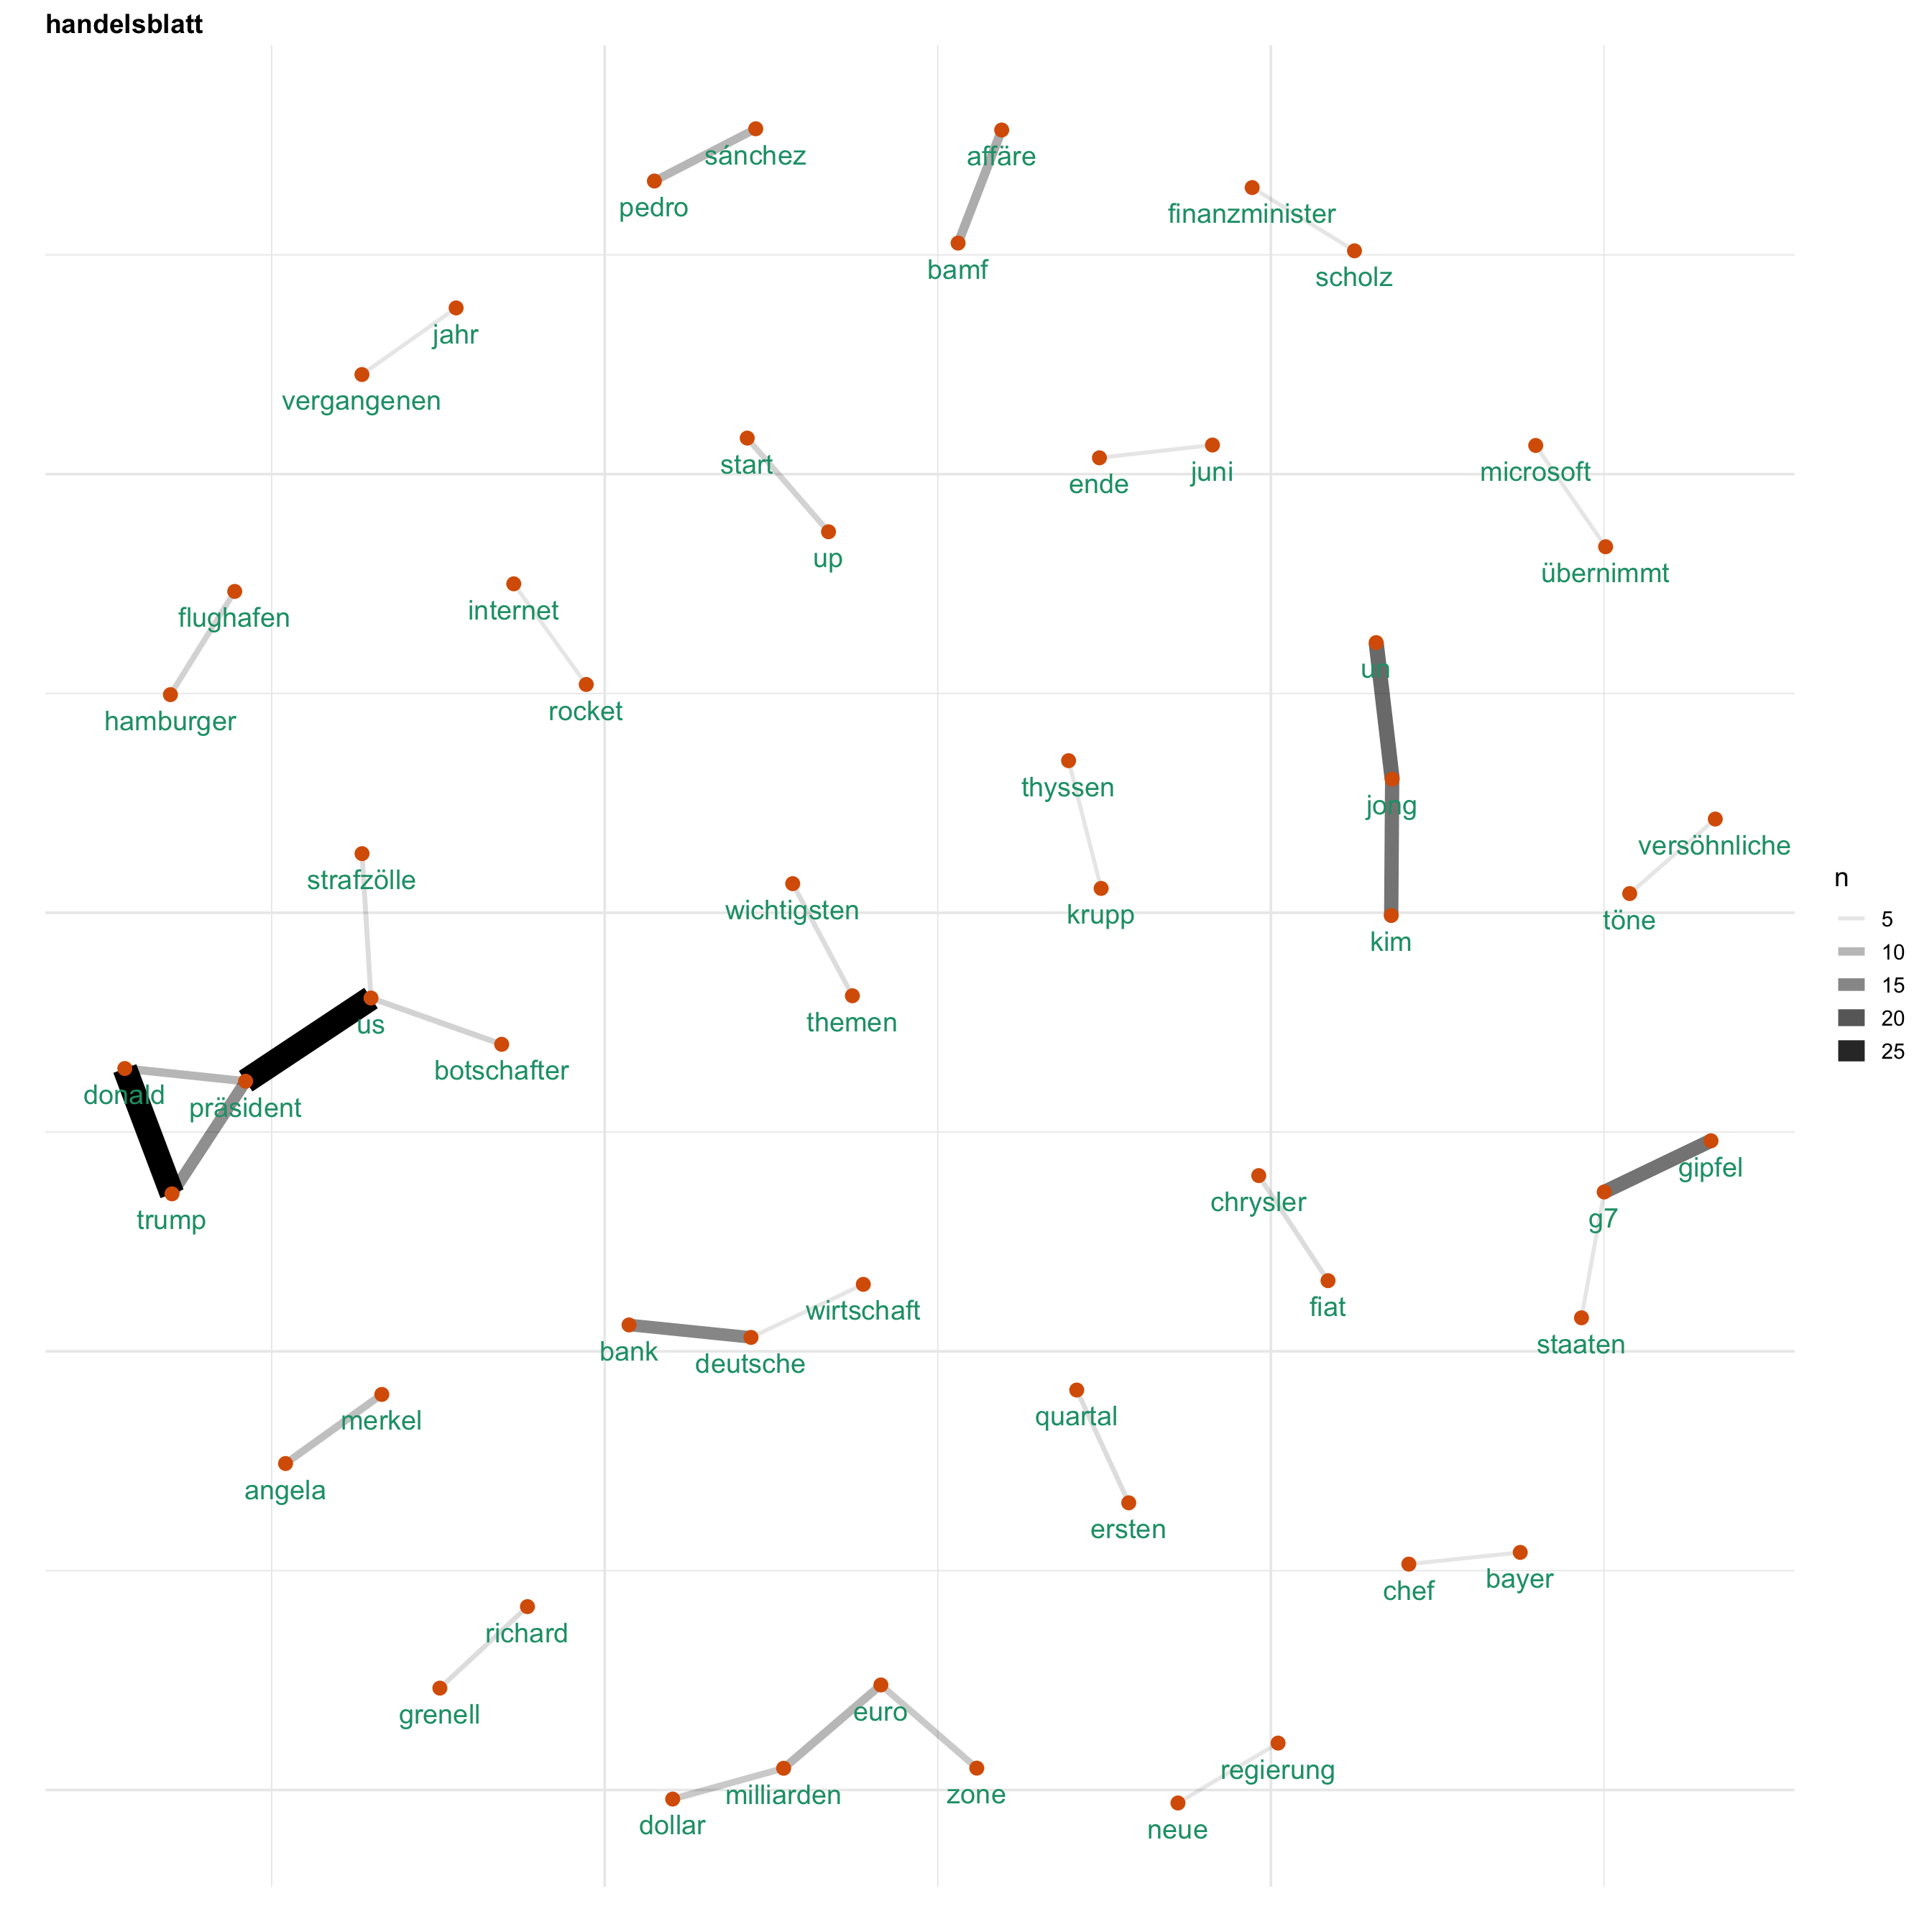 handelsblatt
sánchez
affäre
pedro
finanzminister
bamf
scholz
jahr
vergangenen
start
juni
microsoft
ende
up
übernimmt
internet
flughafen
un
rocket
hamburger
thyssen
jong
versöhnliche
n
strafzölle
wichtigsten
krupp
töne
5
kim
10
15
us
themen
20
25
botschafter
donald
präsident
gipfel
chrysler
trump
g7
fiat
wirtschaft
staaten
bank
deutsche
quartal
merkel
angela
ersten
bayer
chef
richard
euro
grenell
regierung
milliarden
zone
dollar
neue